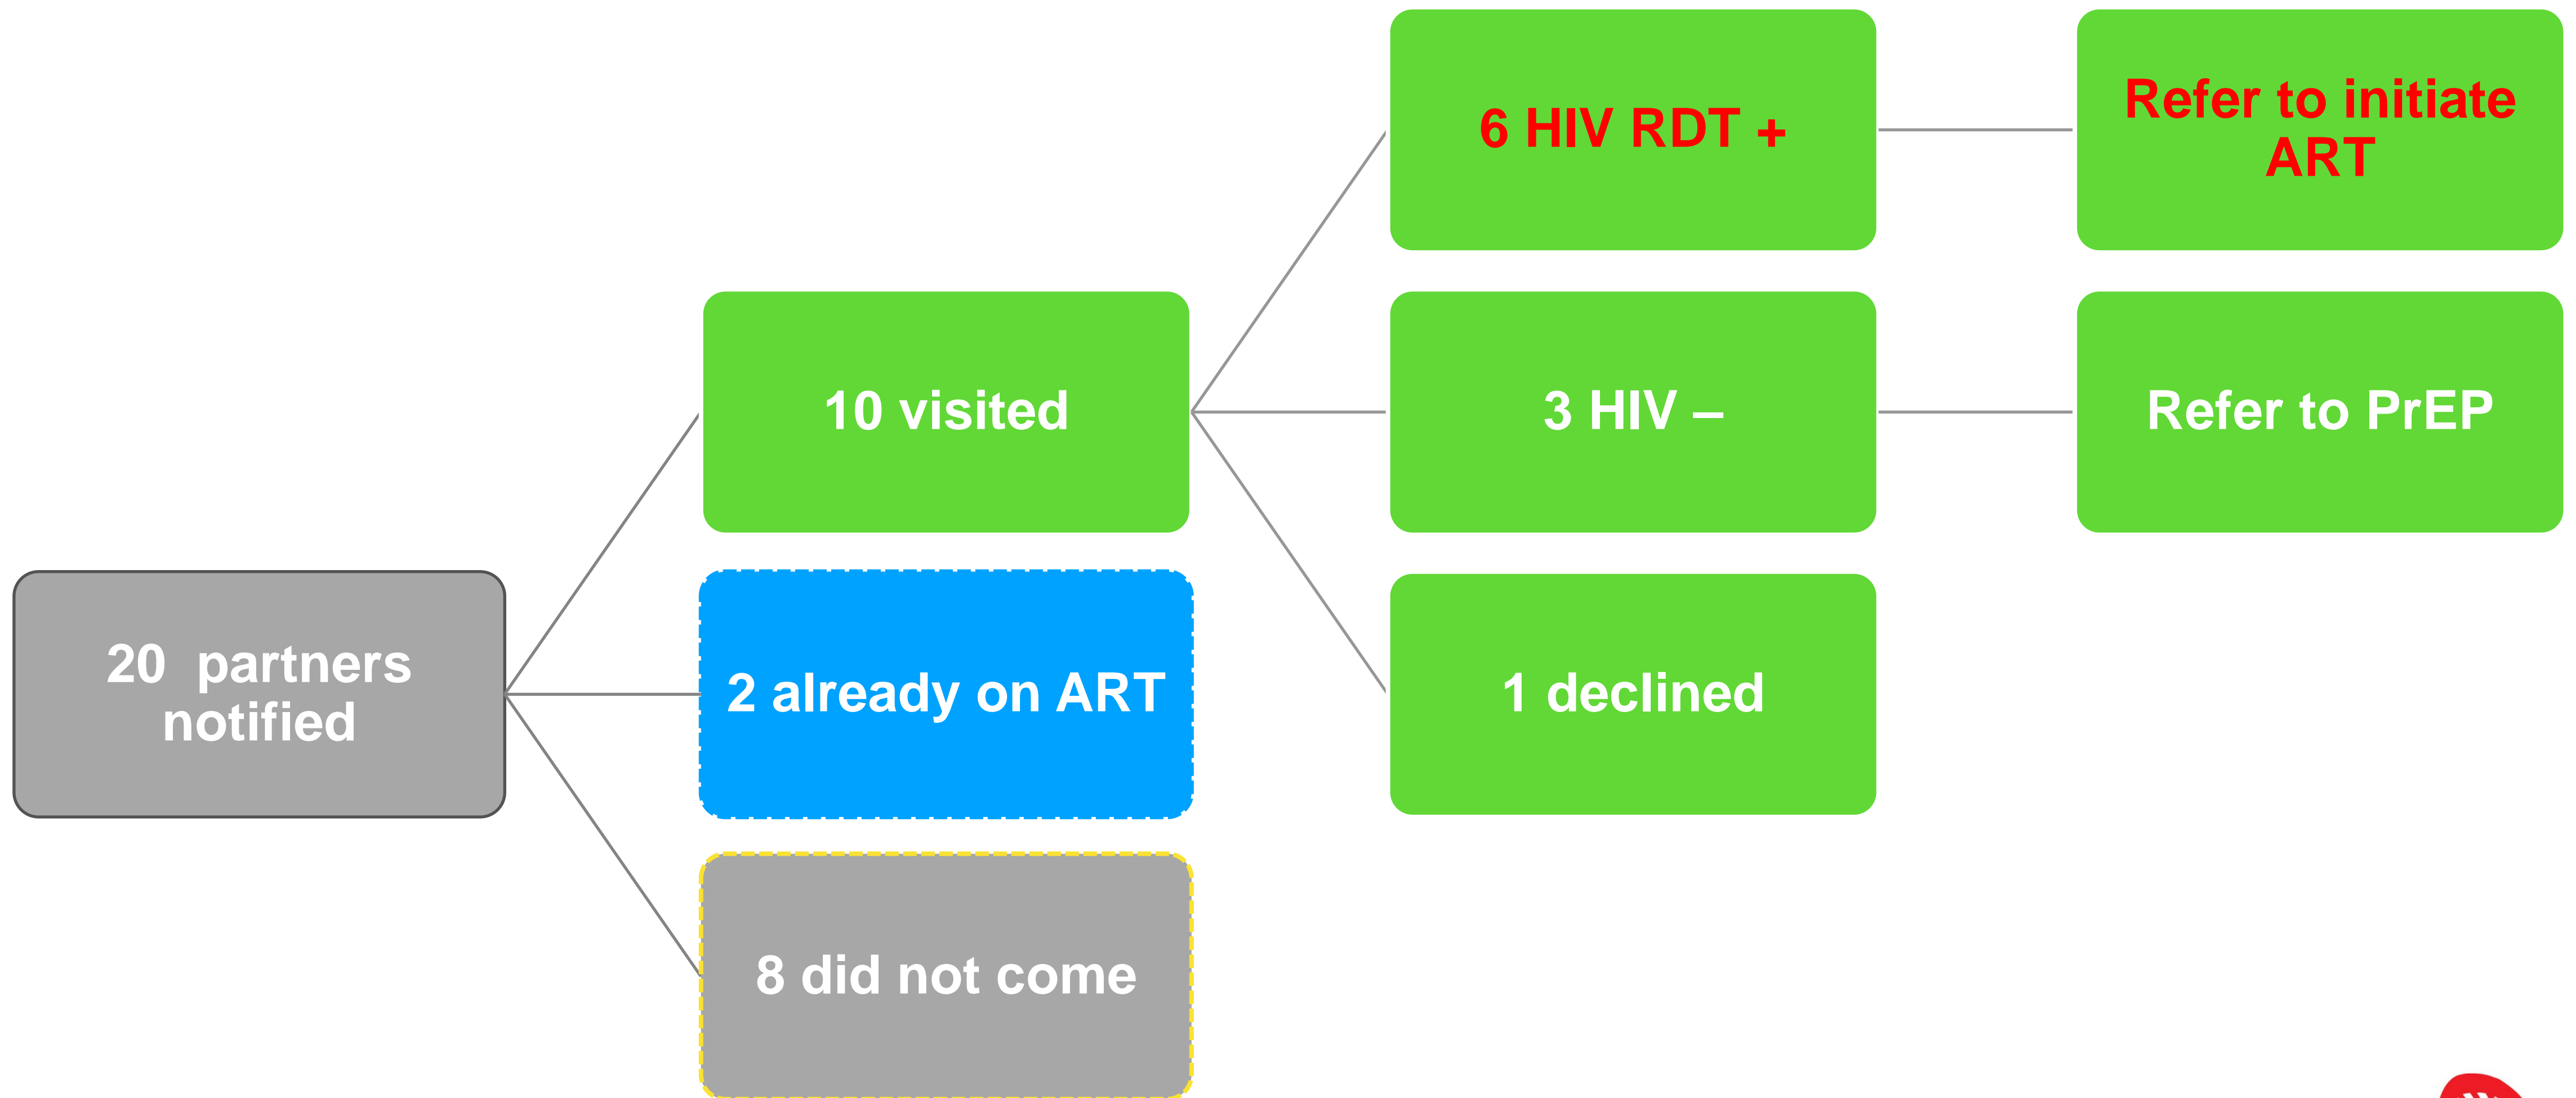 20 partners
notified
10 visited
2 already on ART
8 did not come
6 HIV RDT +
3 HIV –
1 declined
Refer to initiate
ART
Refer to PrEP